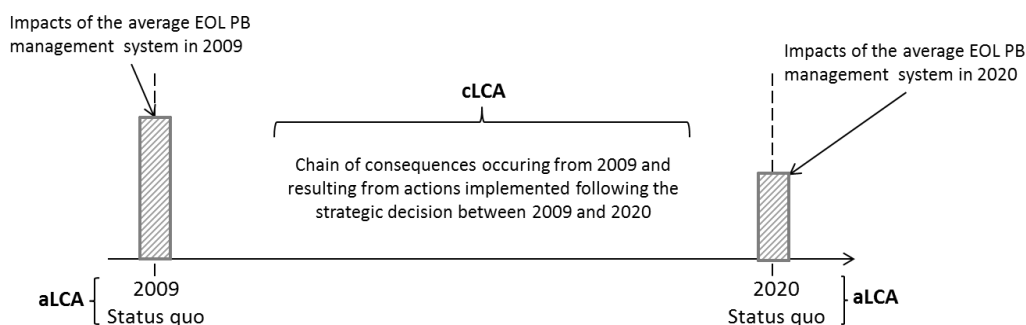 Impacts of the average EOL PB
management system in 2009
Impacts of the average EOL PB
management system in 2020
cLCA
Chain of consequences occuring from 2009 and
resulting from actions implemented following the
strategic decision between 2009 and 2020
aLCA
2009
Status quo
2020
Status quo
aLCA